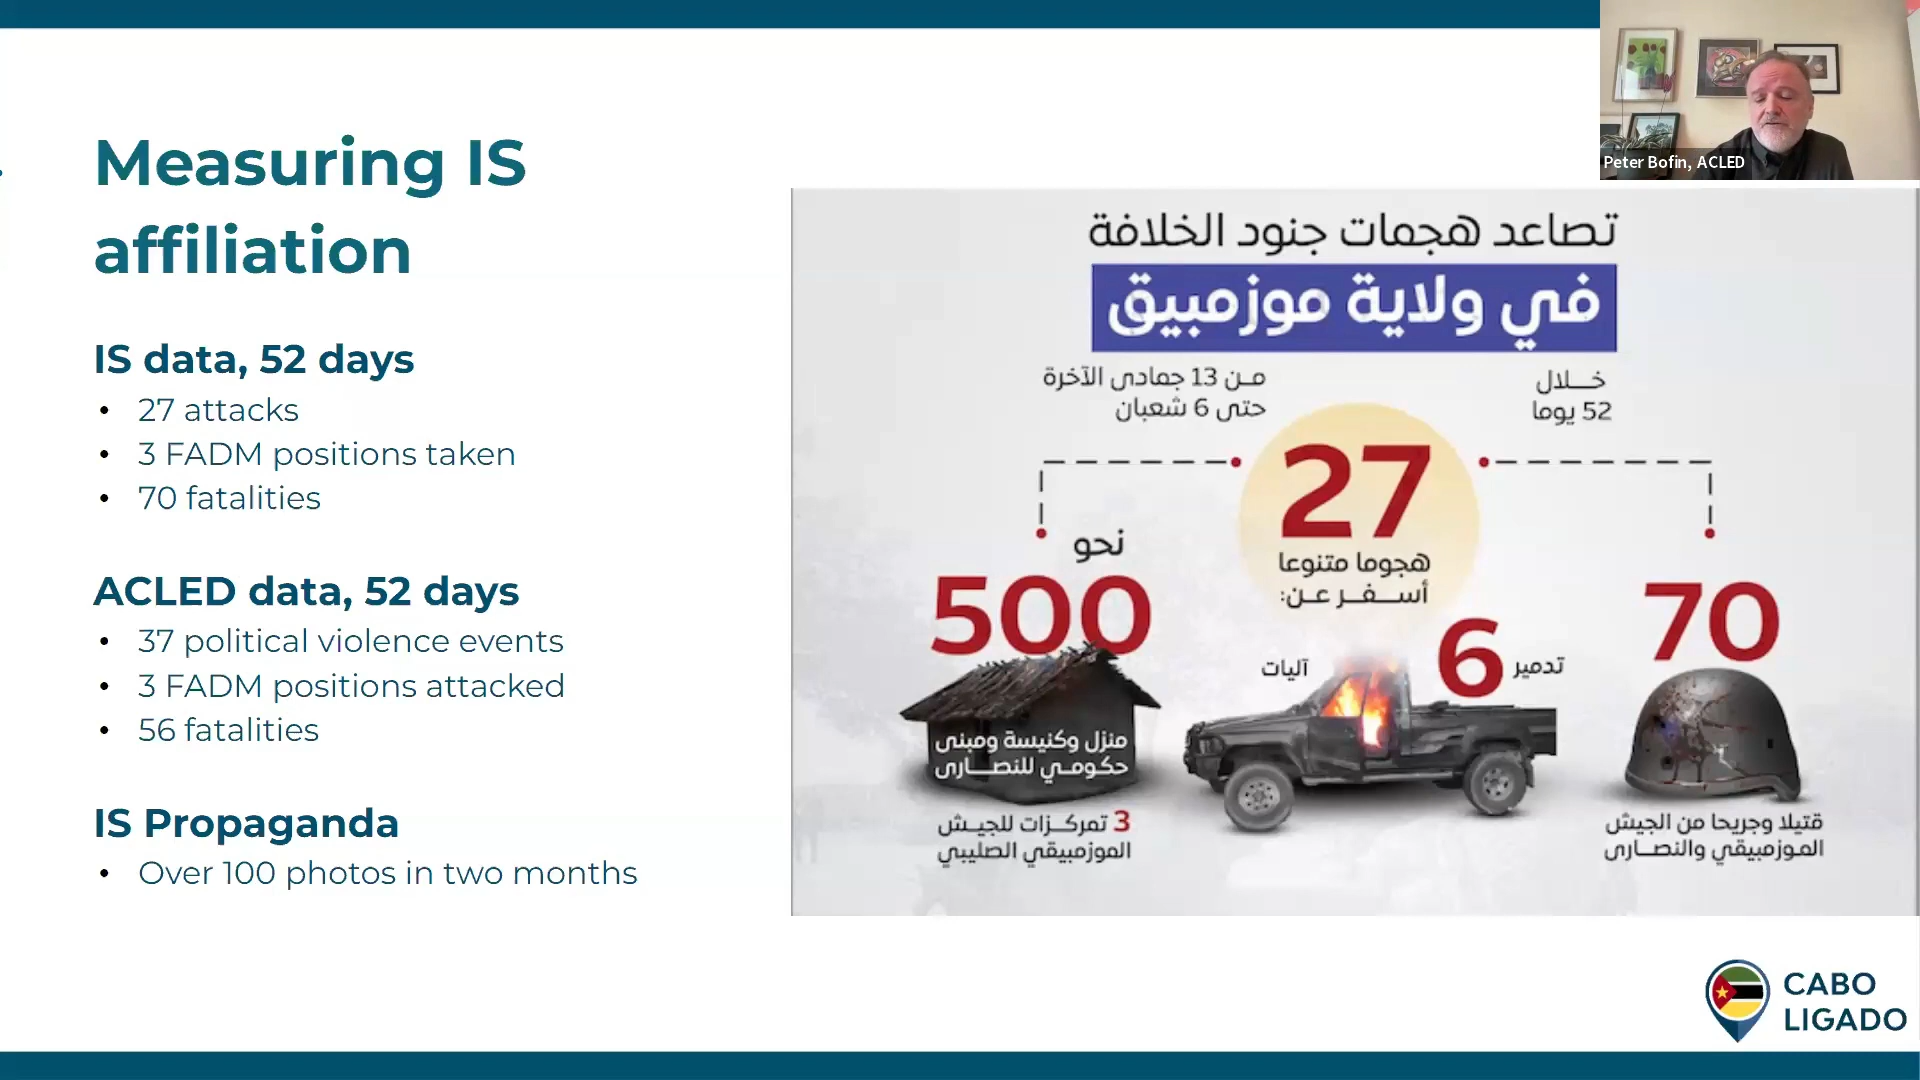 Peter Bofin, ACLED
Measuring IS
affiliation
IS data, 52 days
• 27 attacks
• 3 FADM positions taken
• 70 fatalities
ACLED data, 52 days
• 37 political violence events
• 3 FADM positions attacked
• 56 fatalities
IS Propaganda
• Over 100 photos in two months
تصاعد هجمات جنود الخلافة
في ولاية موزمبيق
خلال
52 يوما
من 13 جمادى الآخرة
حتى 6 شعبان
27
هجوما متنوعا
أسفر عن:
70
قتيلا وجريحا من الجيش
الموزمبيقي والنصارى
تدمير 6 آليات
نحو
500
منزل وكنيسة ومبنى
حكومي للنصارى
3 تمركزات للجيش
الموزمبيقي الصليبي
CABO
LIGADO